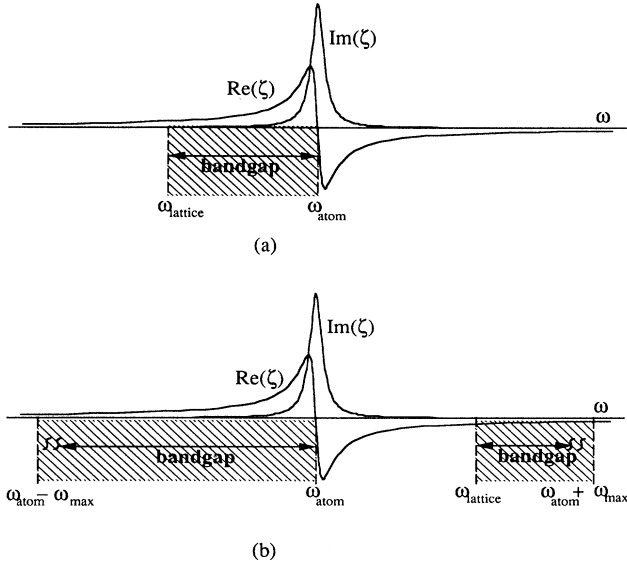 Im(ζ)
Re(ζ)
ω
bandgap
ω_lattice ω_atom
(a)
Im(ζ)
Re(ζ)
ω
bandgap bandgap
ω_atom − ω_max ω_atom ω_lattice ω_atom + ω_max
(b)